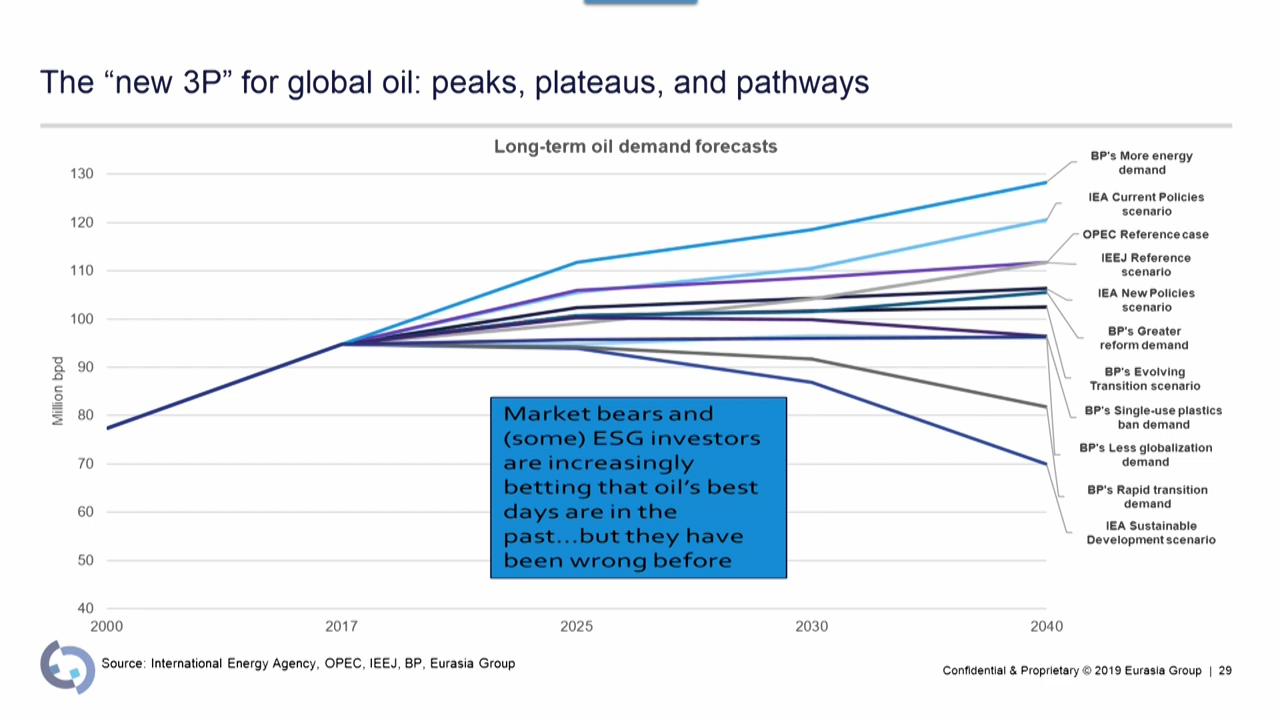 The “new 3P” for global oil: peaks, plateaus, and pathways
Long-term oil demand forecasts
Million bpd
130
120
110
100
90
80
70
60
50
40
2000
2017
2025
2030
2040
BP's More energy
demand
IEA Current Policies
scenario
OPEC Reference case
IEEJ Reference
scenario
IEA New Policies
scenario
BP's Greater
reform demand
BP's Evolving
Transition scenario
BP's Single-use plastics
ban demand
BP's Less globalization
demand
BP's Rapid transition
demand
IEA Sustainable
Development scenario
Market bears and
(some) ESG investors
are increasingly
betting that oil’s best
days are in the
past...but they have
been wrong before
Source: International Energy Agency, OPEC, IEEJ, BP, Eurasia Group
Confidential & Proprietary © 2019 Eurasia Group | 29